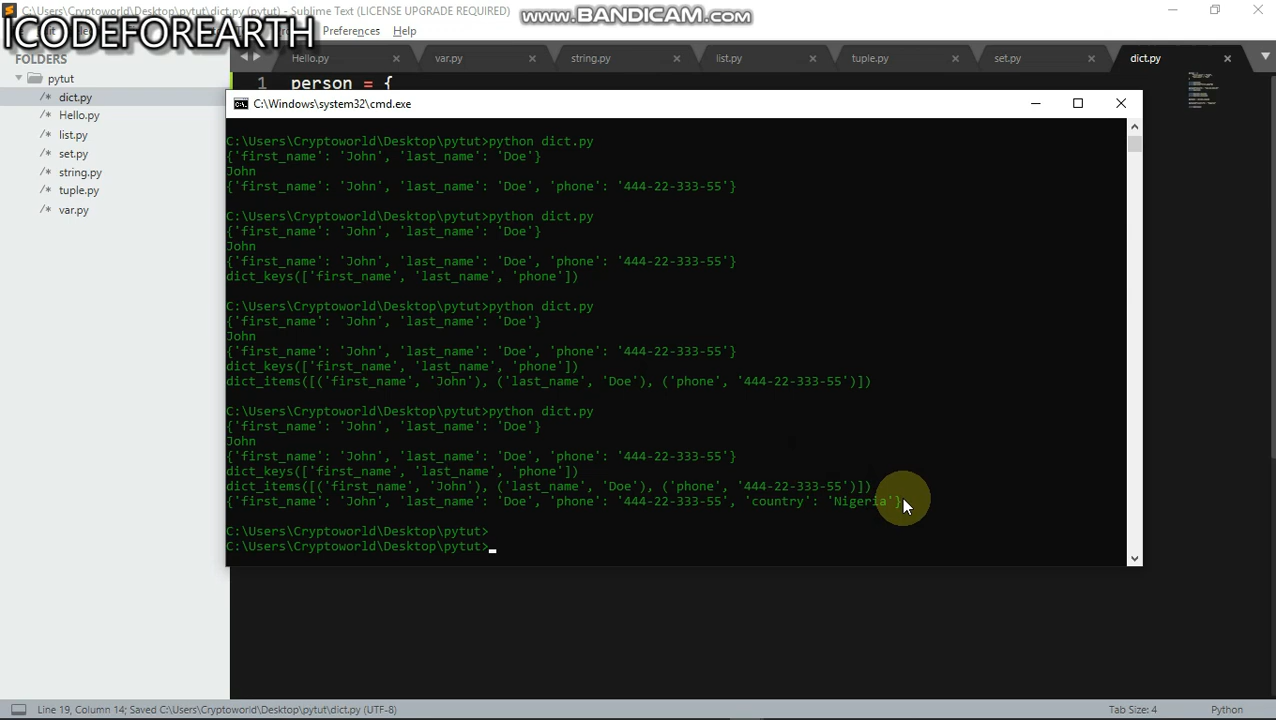 C:\Users\Cryptoworld\Desktop\pytut\dict.py (pytut) - Sublime Text (LICENSE UPGRADE REQUIRED)
www.BANDICAM.com
ICODEFOREARTH
Preferences Help
FOLDERS
pytut
/* dict.py
/* Hello.py
/* list.py
/* set.py
/* string.py
/* tuple.py
/* var.py
Hello.py var.py string.py list.py tuple.py set.py dict.py
1 person = {
C:\Windows\system32\cmd.exe
C:\Users\Cryptoworld\Desktop\pytut>python dict.py
{'first_name': 'John', 'last_name': 'Doe'}
John
{'first_name': 'John', 'last_name': 'Doe', 'phone': '444-22-333-55'}
C:\Users\Cryptoworld\Desktop\pytut>python dict.py
{'first_name': 'John', 'last_name': 'Doe'}
John
{'first_name': 'John', 'last_name': 'Doe', 'phone': '444-22-333-55'}
dict_keys(['first_name', 'last_name', 'phone'])
C:\Users\Cryptoworld\Desktop\pytut>python dict.py
{'first_name': 'John', 'last_name': 'Doe'}
John
{'first_name': 'John', 'last_name': 'Doe', 'phone': '444-22-333-55'}
dict_keys(['first_name', 'last_name', 'phone'])
dict_items([('first_name', 'John'), ('last_name', 'Doe'), ('phone', '444-22-333-55')])
C:\Users\Cryptoworld\Desktop\pytut>python dict.py
{'first_name': 'John', 'last_name': 'Doe'}
John
{'first_name': 'John', 'last_name': 'Doe', 'phone': '444-22-333-55'}
dict_keys(['first_name', 'last_name', 'phone'])
dict_items([('first_name', 'John'), ('last_name', 'Doe'), ('phone', '444-22-333-55')])
{'first_name': 'John', 'last_name': 'Doe', 'phone': '444-22-333-55', 'country': 'Nigeria'}
C:\Users\Cryptoworld\Desktop\pytut>
C:\Users\Cryptoworld\Desktop\pytut>
Line 19, Column 14; Saved C:\Users\Cryptoworld\Desktop\pytut\dict.py (UTF-8)
Tab Size: 4
Python